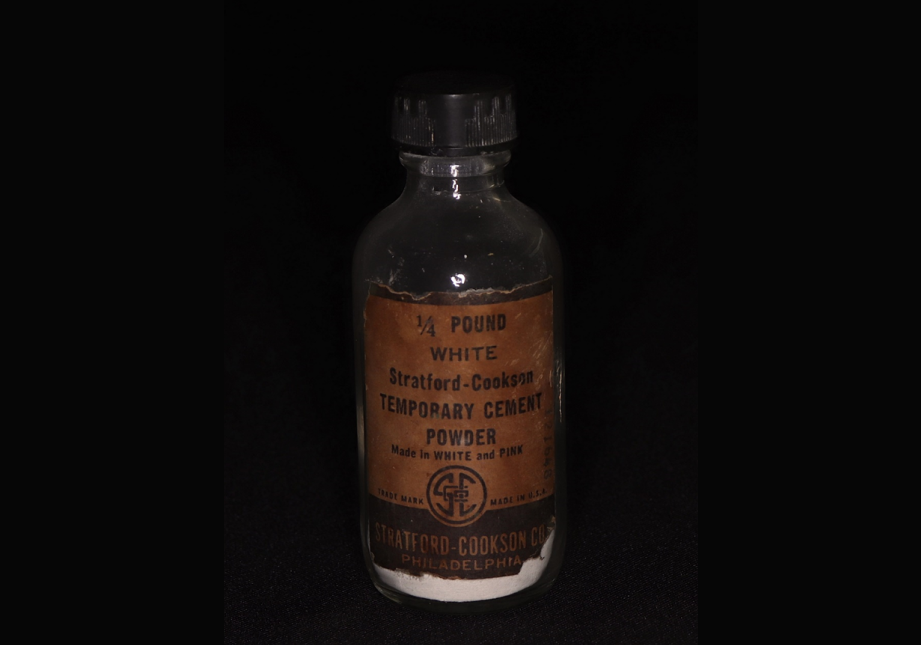 ¼ POUND
WHITE
Stratford-Cookson
TEMPORARY CEMENT
POWDER
Made in WHITE and PINK
TRADE MARK MADE IN U.S.A.
STRATFORD-COOKSON CO.
PHILADELPHIA